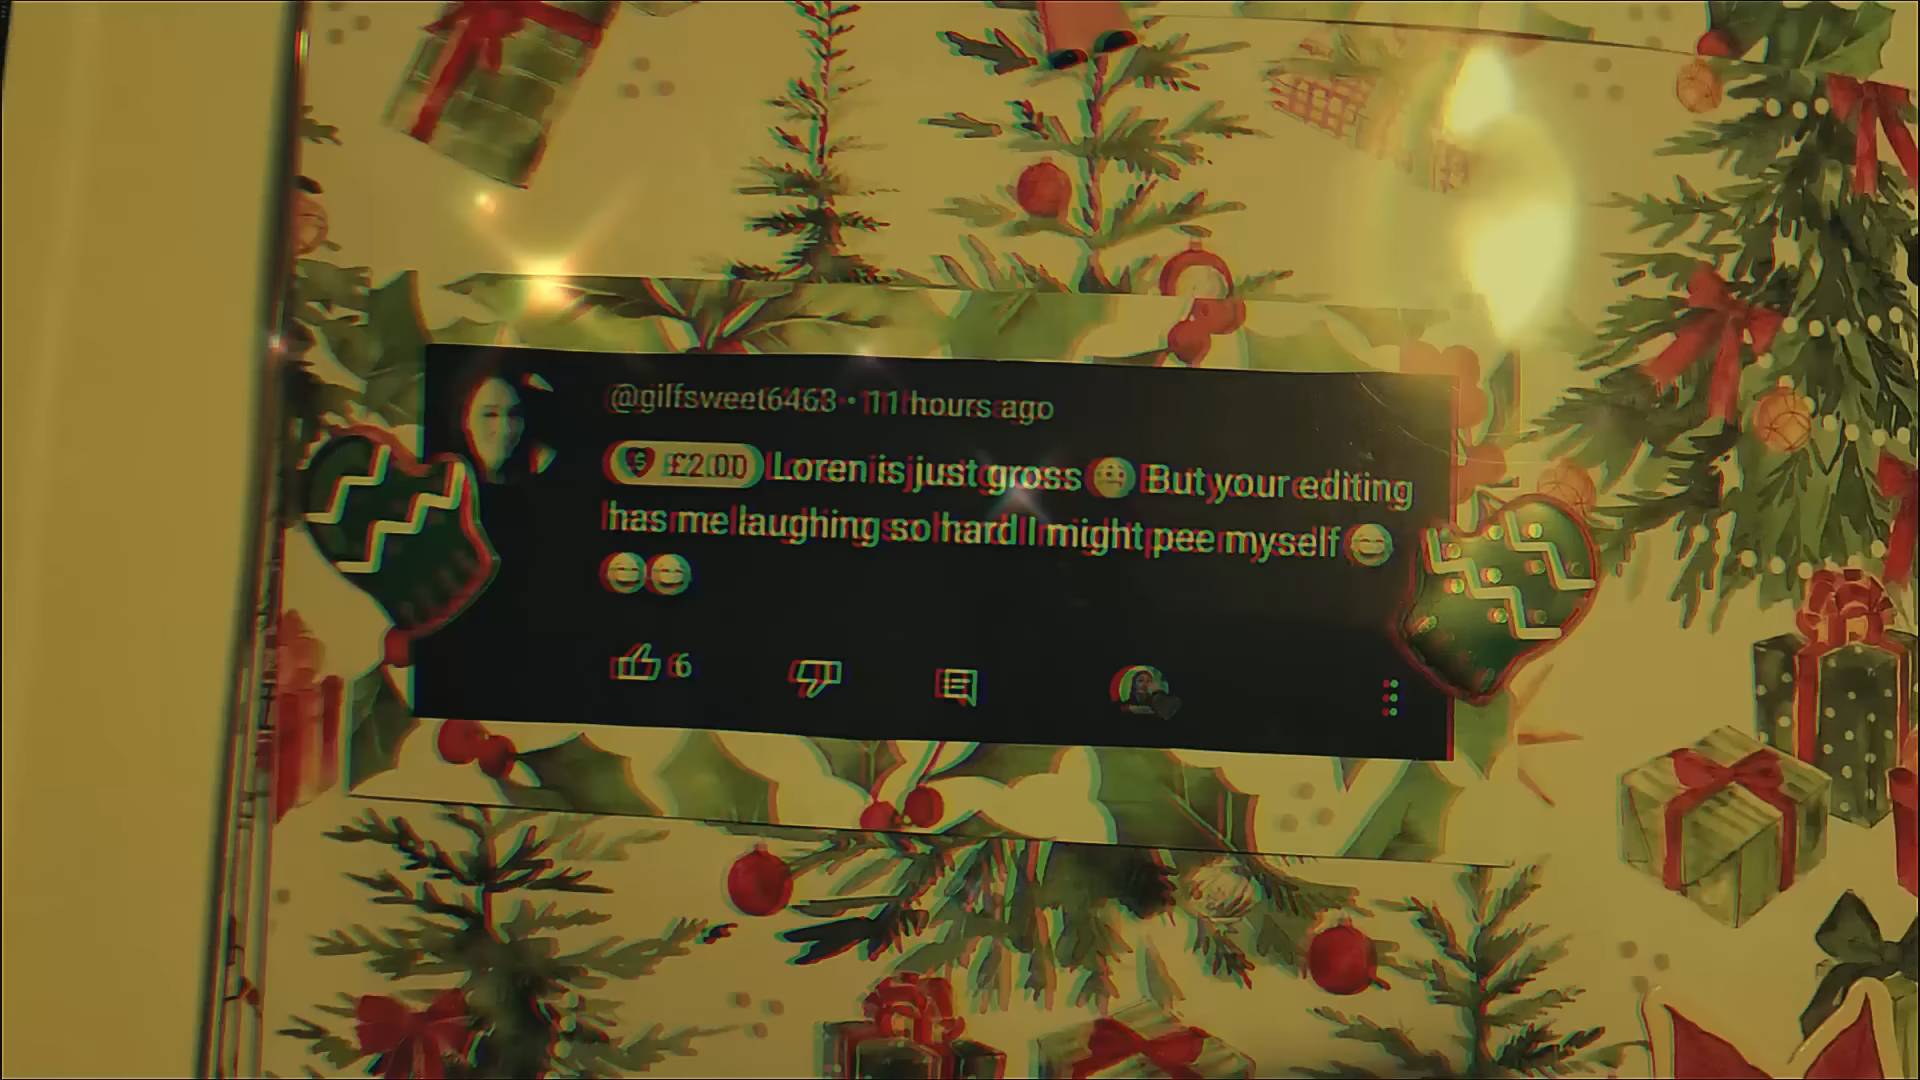 @gilfsweet6463 · 11 hours ago
£2.00 Loren is just gross 🤢 But your editing
has me laughing so hard I might pee myself 😂
😂😂
6